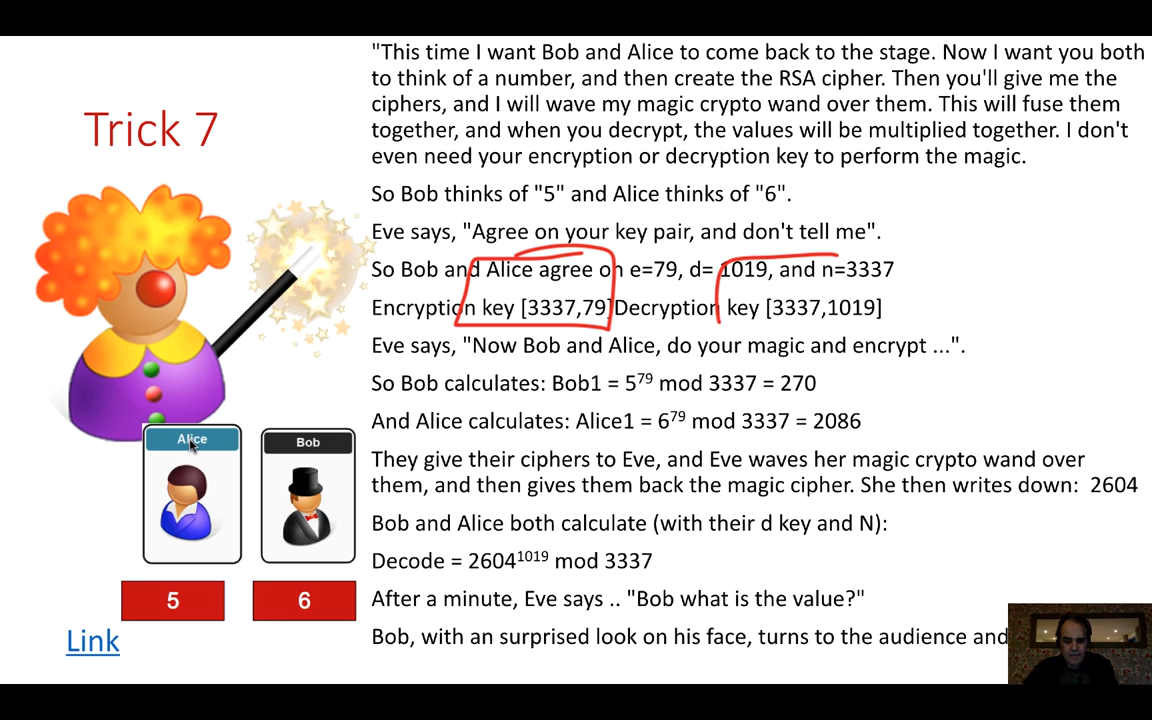 "This time I want Bob and Alice to come back to the stage. Now I want you both
to think of a number, and then create the RSA cipher. Then you'll give me the
ciphers, and I will wave my magic crypto wand over them. This will fuse them
together, and when you decrypt, the values will be multiplied together. I don't
even need your encryption or decryption key to perform the magic.
Trick 7
So Bob thinks of "5" and Alice thinks of "6".
Eve says, "Agree on your key pair, and don't tell me".
So Bob and Alice agree on e=79, d= 1019, and n=3337
Encryption key [3337,79]Decryption key [3337,1019]
Eve says, "Now Bob and Alice, do your magic and encrypt ...".
So Bob calculates: Bob1 = 5⁷⁹ mod 3337 = 270
And Alice calculates: Alice1 = 6⁷⁹ mod 3337 = 2086
They give their ciphers to Eve, and Eve waves her magic crypto wand over
them, and then gives them back the magic cipher. She then writes down: 2604
Bob and Alice both calculate (with their d key and N):
Decode = 2604¹⁰¹⁹ mod 3337
After a minute, Eve says .. "Bob what is the value?"
Bob, with an surprised look on his face, turns to the audience and
Alice
Bob
5
6
Link